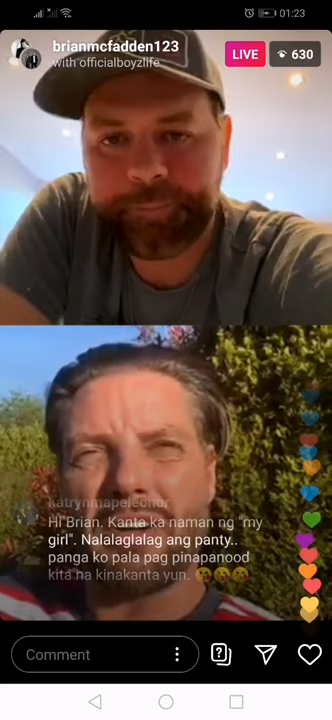 01:23
brianmcfadden123
with officialboyzlife
LIVE
630
katrynmapeleonor
Hi Brian. Kanta ka naman ng "my
girl". Nalalaglalag ang panty..
panga ko pala pag pinapanood
kita na kinakanta yun. 😘😘😘
Comment